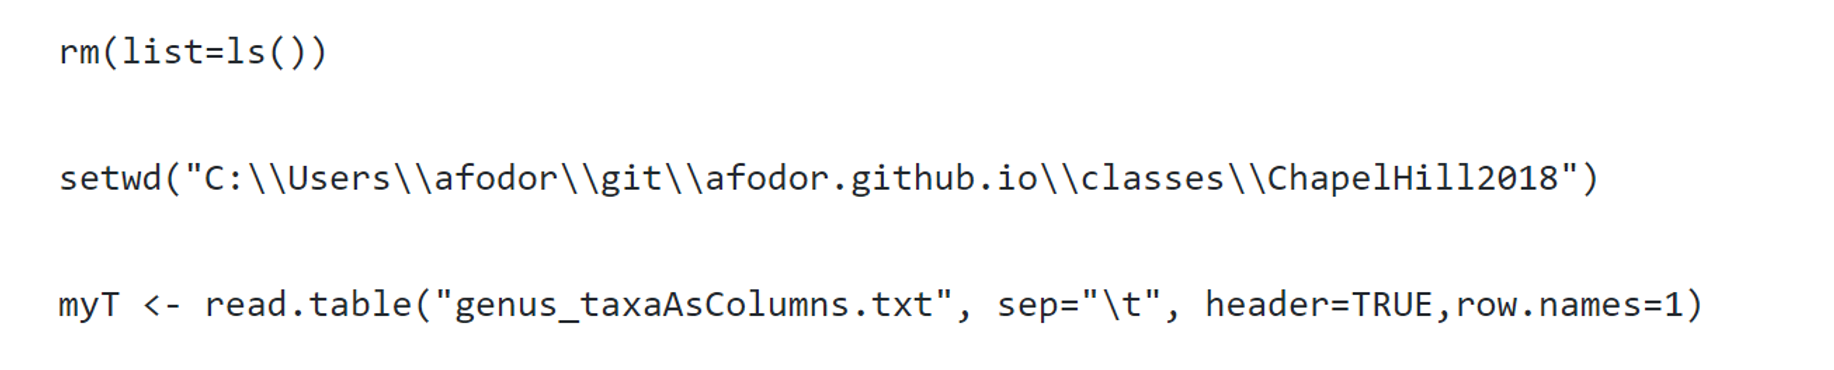 rm(list=ls())
setwd("C:\\Users\\afodor\\git\\afodor.github.io\\classes\\ChapelHill2018")
myT <- read.table("genus_taxaAsColumns.txt", sep="\t", header=TRUE,row.names=1)